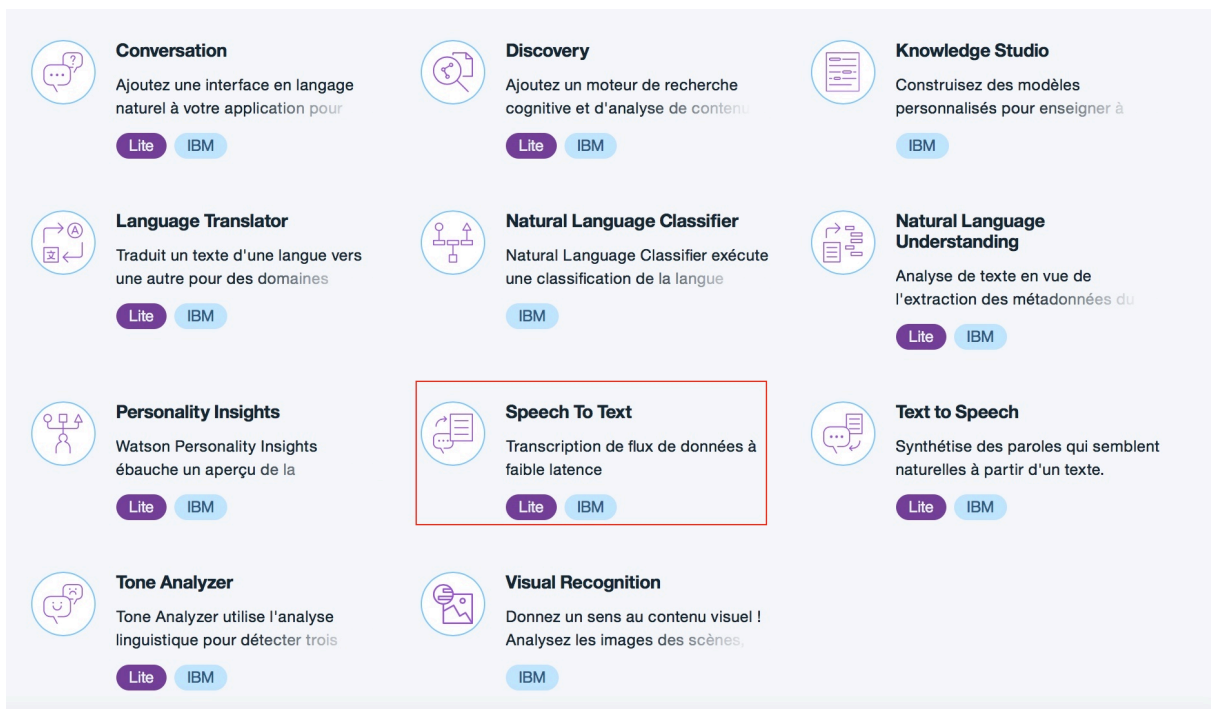 Conversation
Ajoutez une interface en langage
naturel à votre application pour
Lite IBM
Discovery
Ajoutez un moteur de recherche
cognitive et d'analyse de contenu
Lite IBM
Knowledge Studio
Construisez des modèles
personnalisés pour enseigner à
IBM
Language Translator
Traduit un texte d'une langue vers
une autre pour des domaines
Lite IBM
Natural Language Classifier
Natural Language Classifier exécute
une classification de la langue
IBM
Natural Language
Understanding
Analyse de texte en vue de
l'extraction des métadonnées du
Lite IBM
Personality Insights
Watson Personality Insights
ébauche un aperçu de la
Lite IBM
Speech To Text
Transcription de flux de données à
faible latence
Lite IBM
Text to Speech
Synthétise des paroles qui semblent
naturelles à partir d'un texte.
Lite IBM
Tone Analyzer
Tone Analyzer utilise l'analyse
linguistique pour détecter trois
Lite IBM
Visual Recognition
Donnez un sens au contenu visuel !
Analysez les images des scènes,
IBM